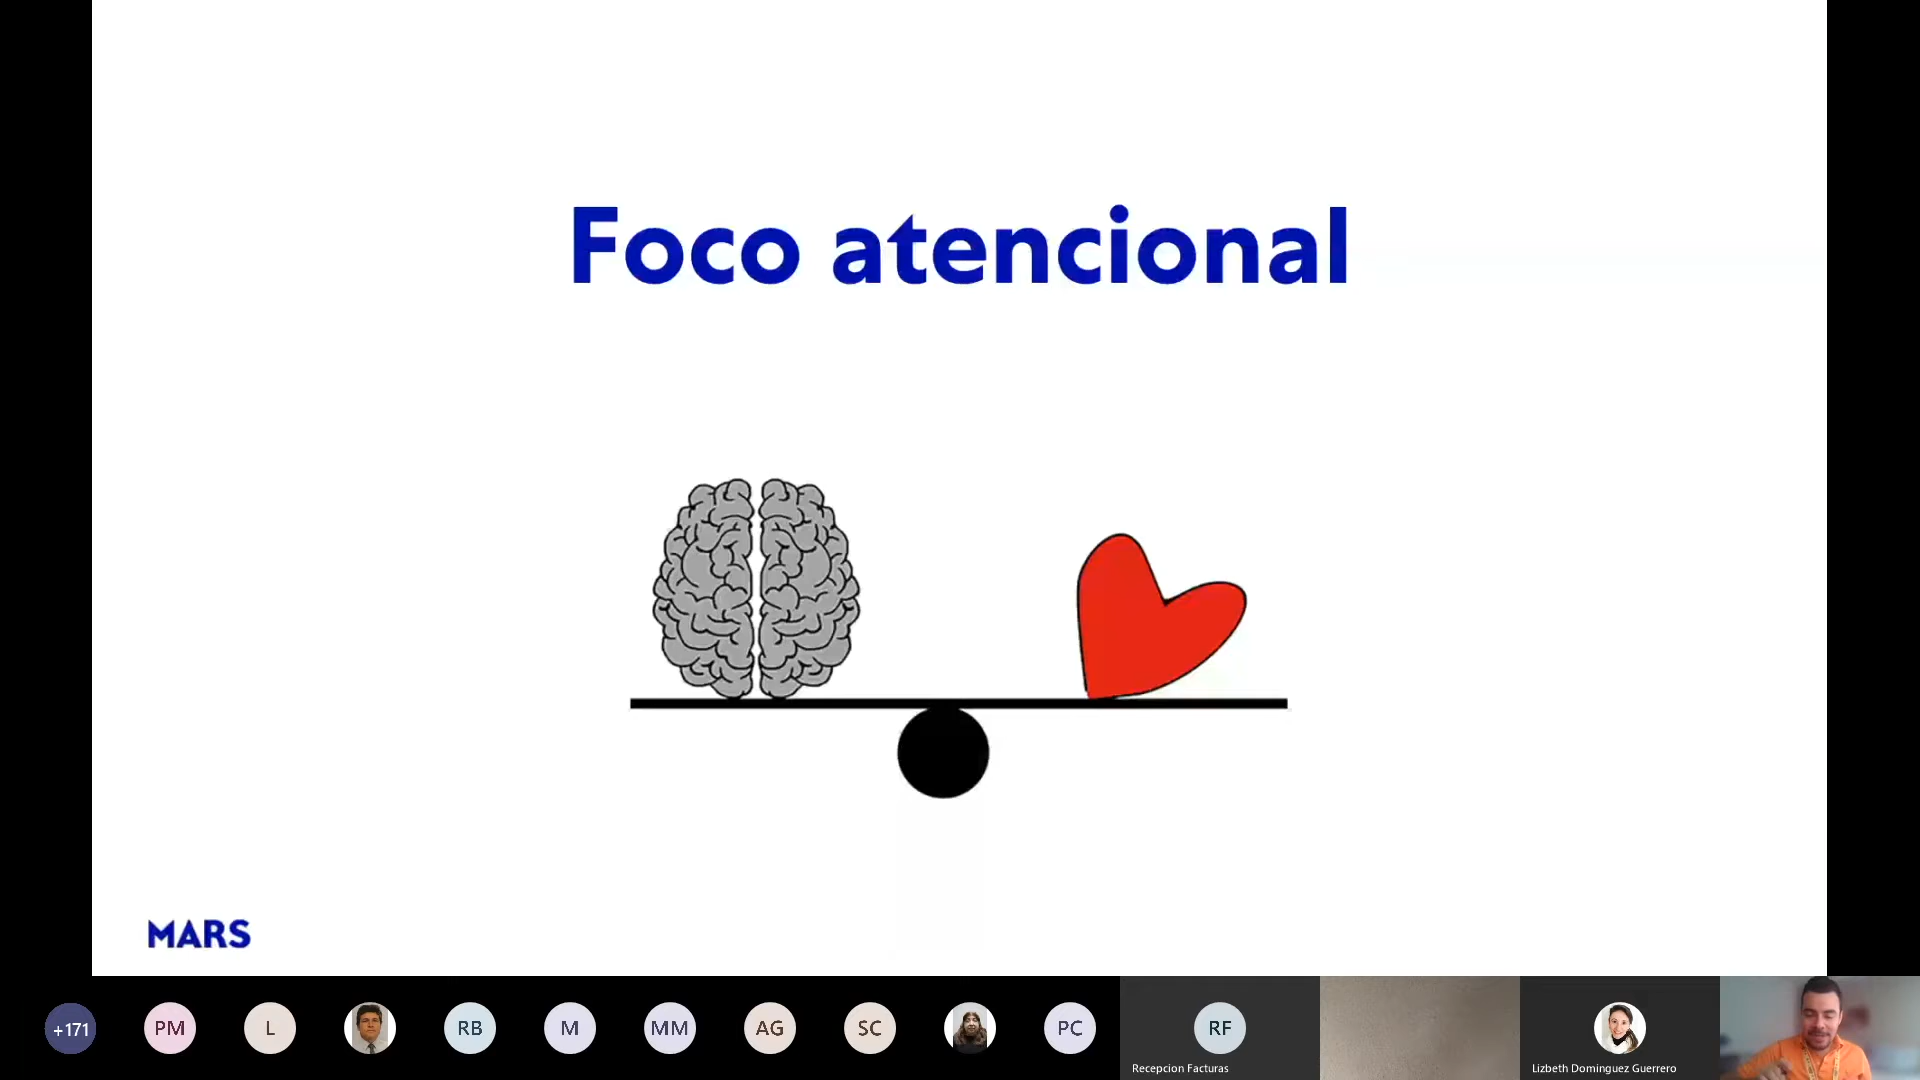 Foco atencional
MARS
+171
PM
L
RB
M
MM
AG
SC
PC
RF
Recepcion Facturas
Lizbeth Dominguez Guerrero